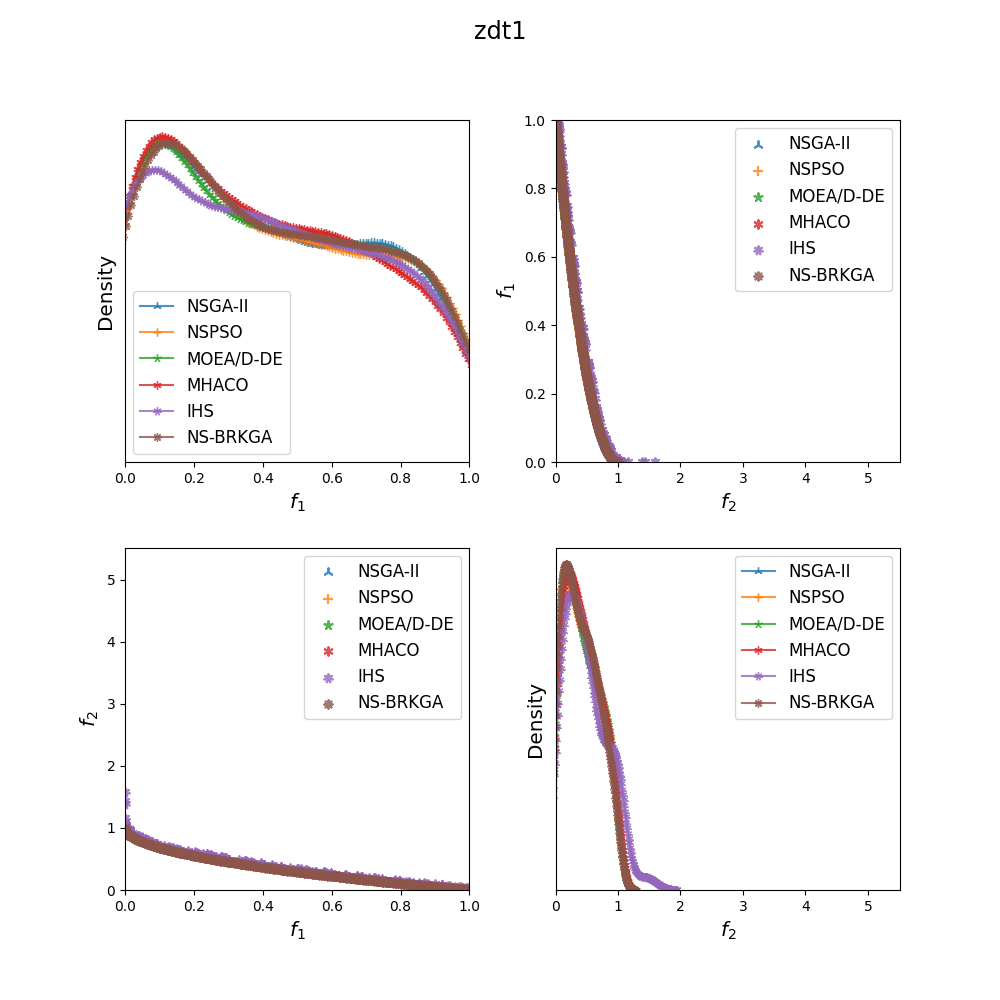 zdt1
Density
NSGA-II
NSPSO
MOEA/D-DE
MHACO
IHS
NS-BRKGA
0.0 0.2 0.4 0.6 0.8 1.0
f₁
f₁
1.0
0.8
0.6
0.4
0.2
0.0
NSGA-II
NSPSO
MOEA/D-DE
MHACO
IHS
NS-BRKGA
0 1 2 3 4 5
f₂
f₂
5
4
3
2
1
0
NSGA-II
NSPSO
MOEA/D-DE
MHACO
IHS
NS-BRKGA
0.0 0.2 0.4 0.6 0.8 1.0
f₁
Density
NSGA-II
NSPSO
MOEA/D-DE
MHACO
IHS
NS-BRKGA
0 1 2 3 4 5
f₂